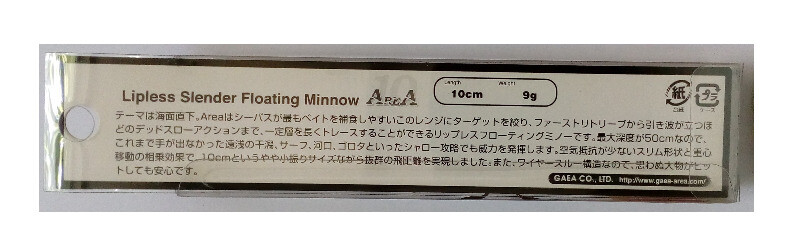 Length Weight
Lipless Slender Floating Minnow AREA 10cm 9g
紙 プラ
台紙 ケース
テーマは海面直下。Areaはシーバスが最もベイトを捕食しやすいこのレンジにターゲットを絞り、ファーストリトリーブから引き波が立つほ
どのデッドスローアクションまで、一定層を長くトレースすることができるリップレスフローティングミノーです。最大深度が50cmなので、
これまで手が出なかった遠浅の干潟、サーフ、河口、ゴロタといったシャロー攻略でも威力を発揮します。空気抵抗が少ないスリム形状と重心
移動の相乗効果で、10cmというやや小振りサイズながら抜群の飛距離を実現しました。また、ワイヤースルー構造なので、思わぬ大物がヒッ
トしても安心です。
GAEA CO., LTD. http://www.gaea-area.com/